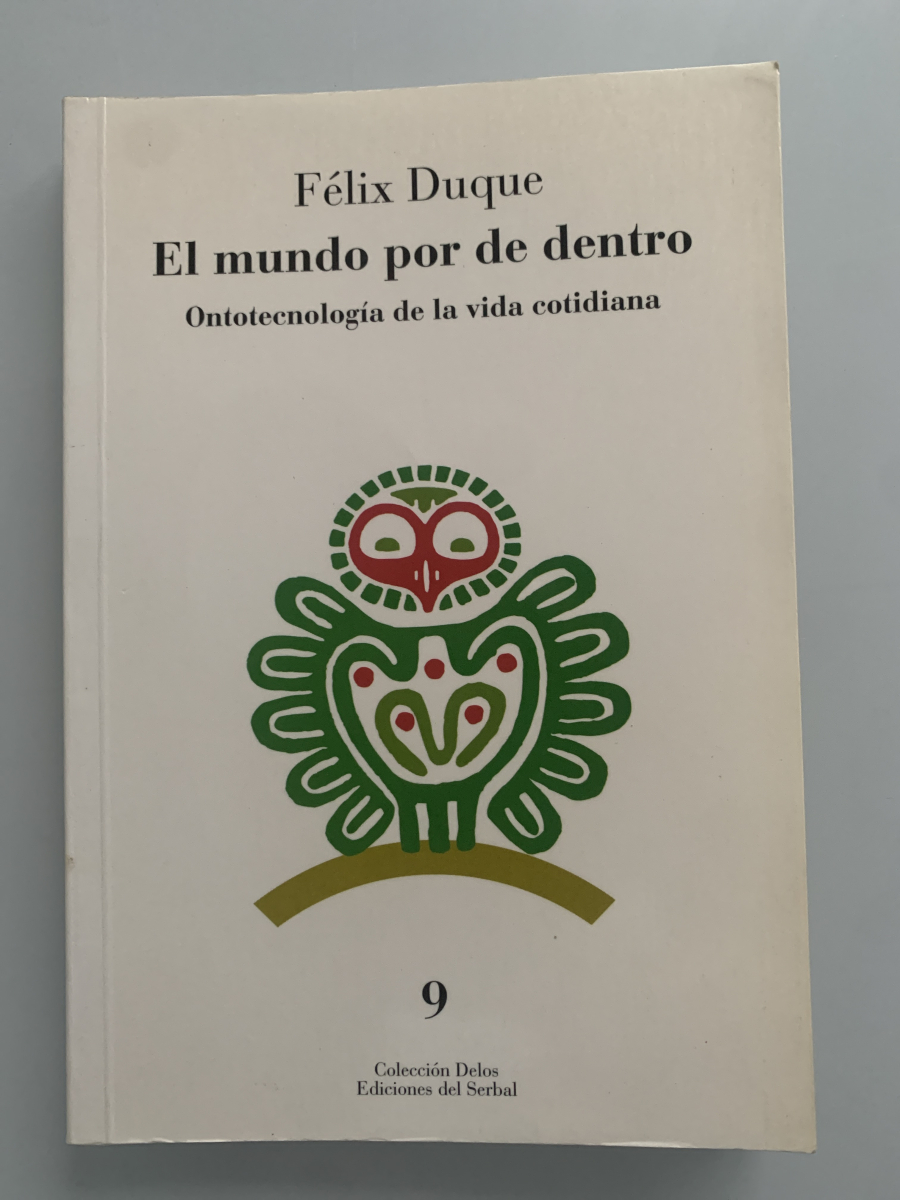 Félix Duque
El mundo por de dentro
Ontotecnología de la vida cotidiana
9
Colección Delos
Ediciones del Serbal